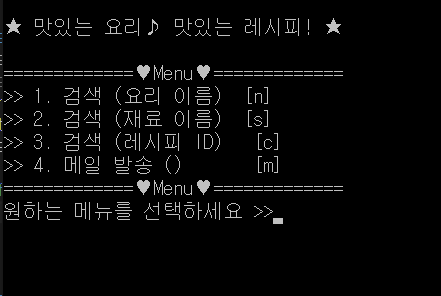 ★ 맛있는 요리♪ 맛있는 레시피! ★
=============♥Menu♥=============
>> 1. 검색 (요리 이름)  [n]
>> 2. 검색 (재료 이름)  [s]
>> 3. 검색 (레시피 ID)   [c]
>> 4. 메일 발송 ()       [m]
=============♥Menu♥=============
원하는 메뉴를 선택하세요 >>_